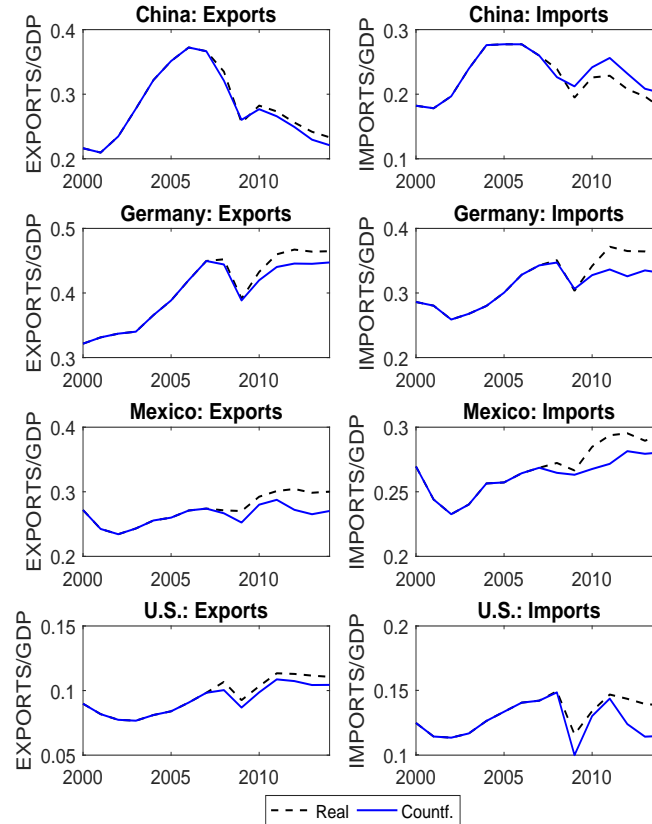 China: Exports
EXPORTS/GDP
0.4
0.3
0.2
2000 2005 2010
China: Imports
IMPORTS/GDP
0.3
0.2
0.1
2000 2005 2010
Germany: Exports
EXPORTS/GDP
0.5
0.4
0.3
2000 2005 2010
Germany: Imports
IMPORTS/GDP
0.4
0.3
0.2
2000 2005 2010
Mexico: Exports
EXPORTS/GDP
0.4
0.3
0.2
2000 2005 2010
Mexico: Imports
IMPORTS/GDP
0.3
0.25
0.2
2000 2005 2010
U.S.: Exports
EXPORTS/GDP
0.15
0.1
0.05
2000 2005 2010
U.S.: Imports
IMPORTS/GDP
0.2
0.15
0.1
2000 2005 2010
Real Countf.